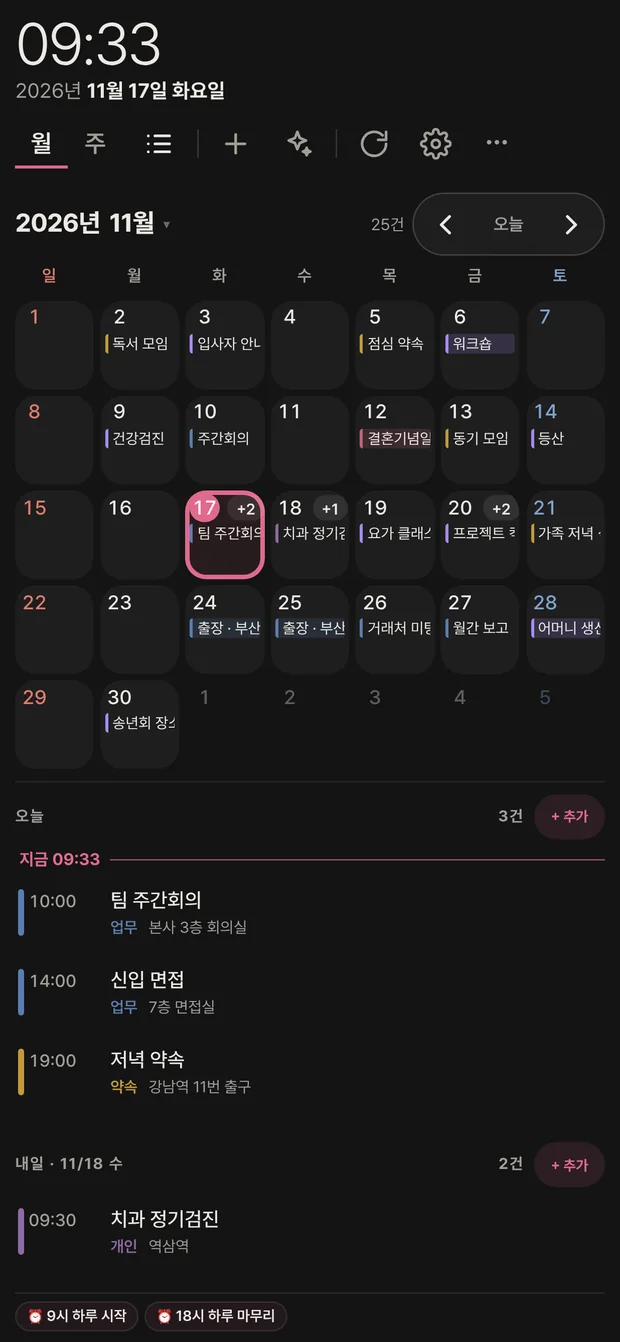 09:33
2026년 11월 17일 화요일
월 주
2026년 11월 25건 오늘
일 월 화 수 목 금 토
1 2 3 4 5 6 7
독서 모임 입사자 안 점심 약속 워크숍
8 9 10 11 12 13 14
건강검진 주간회의 결혼기념일 동기 모임 등산
15 16 17 +2 18 +1 19 20 +2 21
팀 주간회의 치과 정기 요가 클래스 프로젝트 가족 저녁 ·
22 23 24 25 26 27 28
출장 · 부산 출장 · 부산 거래처 미팅 월간 보고 어머니 생신
29 30 1 2 3 4 5
송년회 장소
오늘 3건 + 추가
지금 09:33
10:00 팀 주간회의
업무 본사 3층 회의실
14:00 신입 면접
업무 7층 면접실
19:00 저녁 약속
약속 강남역 11번 출구
내일 · 11/18 수 2건 + 추가
09:30 치과 정기검진
개인 역삼역
⏰ 9시 하루 시작 ⏰ 18시 하루 마무리